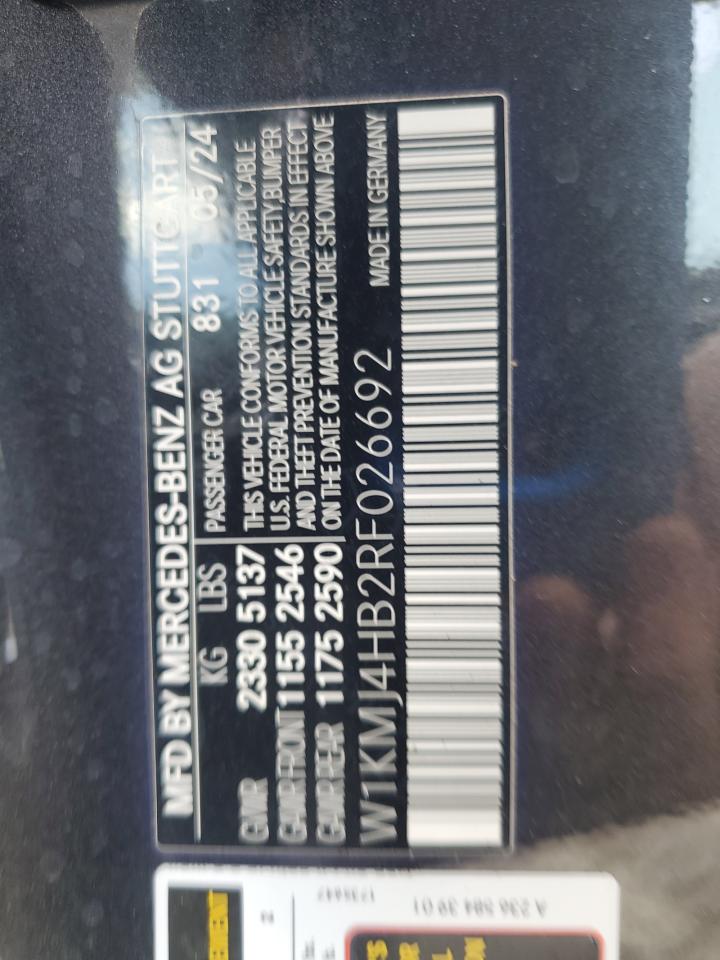 MFD BY MERCEDES-BENZ AG STUTTGART
KG LBS PASSENGER CAR 831 05/24
GVWR 2330 5137 THIS VEHICLE CONFORMS TO ALL APPLICABLE
GAWR FRONT 1155 2546 U.S. FEDERAL MOTOR VEHICLE SAFETY, BUMPER
GAWR REAR 1175 2590 AND THEFT PREVENTION STANDARDS IN EFFECT
ON THE DATE OF MANUFACTURE SHOWN ABOVE
W1KMJ4HB2RF026692 MADE IN GERMANY
A 236 584 39 01